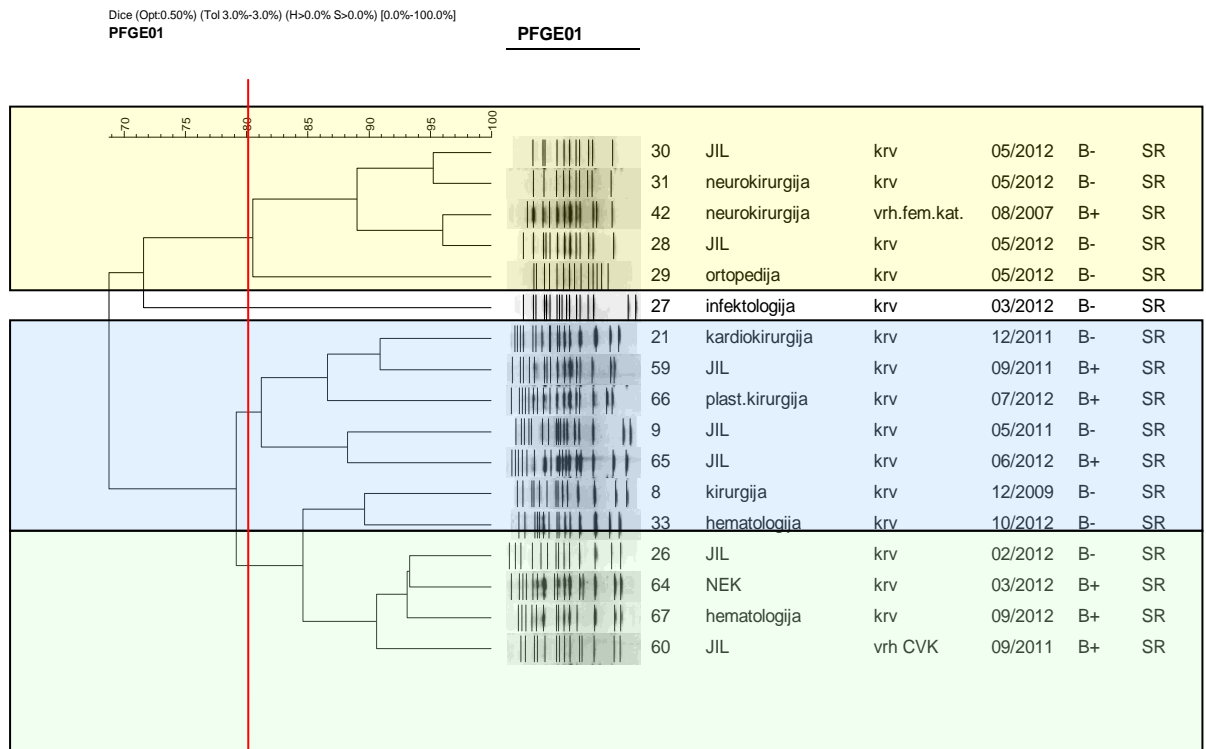 Dice (Opt:0.50%) (Tol 3.0%-3.0%) (H>0.0% S>0.0%) [0.0%-100.0%]
PFGE01
PFGE01
70 75 80 85 90 95 100
30 JIL krv 05/2012 B- SR
31 neurokirurgija krv 05/2012 B- SR
42 neurokirurgija vrh.fem.kat. 08/2007 B+ SR
28 JIL krv 05/2012 B- SR
29 ortopedija krv 05/2012 B- SR
27 infektologija krv 03/2012 B- SR
21 kardiokirurgija krv 12/2011 B- SR
59 JIL krv 09/2011 B+ SR
66 plast.kirurgija krv 07/2012 B+ SR
9 JIL krv 05/2011 B- SR
65 JIL krv 06/2012 B+ SR
8 kirurgija krv 12/2009 B- SR
33 hematologija krv 10/2012 B- SR
26 JIL krv 02/2012 B- SR
64 NEK krv 03/2012 B+ SR
67 hematologija krv 09/2012 B+ SR
60 JIL vrh CVK 09/2011 B+ SR